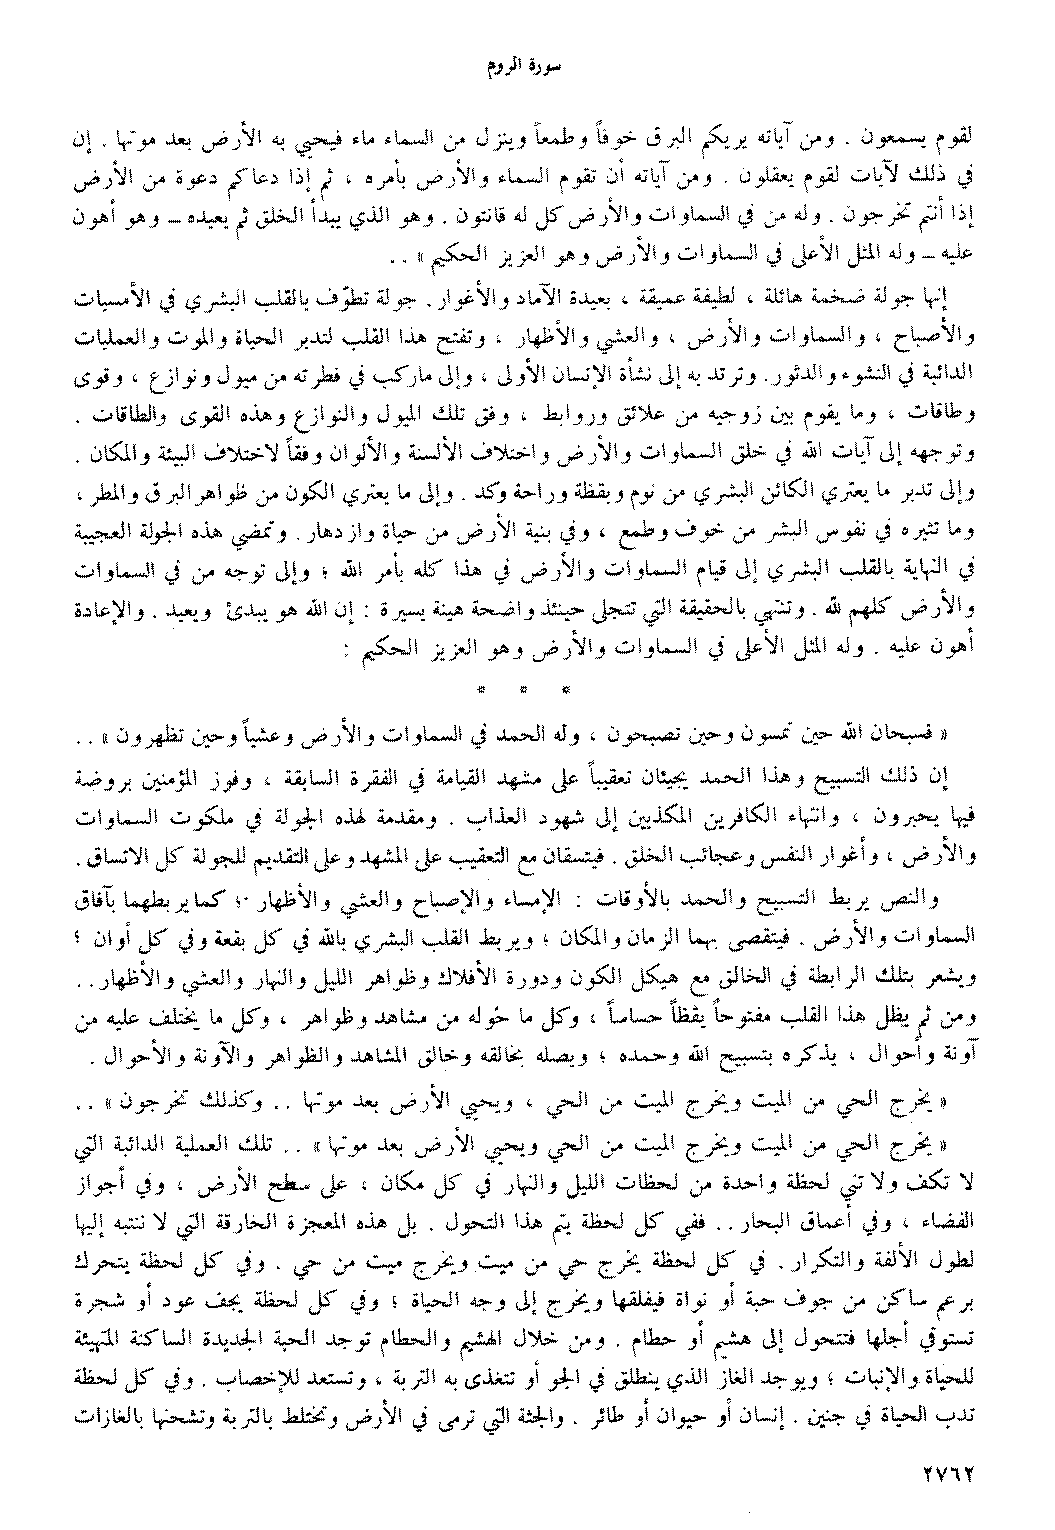 سورة الروم
لقوم يسمعون . ومن آياته يريكم البرق خوفاً وطمعاً وينزل من السماء ماء فيحيي به الأرض بعد موتها . إن
في ذلك لآيات لقوم يعقلون . ومن آياته أن تقوم السماء والأرض بأمره ، ثم إذا دعاكم دعوة من الأرض
إذا أنتم تخرجون . وله من في السماوات والأرض كل له قانتون . وهو الذي يبدأ الخلق ثم يعيده – وهو أهون
عليه – وله المثل الأعلى في السماوات والأرض وهو العزيز الحكيم » . .
إنها جولة ضخمة هائلة ، لطيفة عميقة ، بعيدة الآماد والأغوار . جولة تطوّف بالقلب البشري في الأمسيات
والأصباح ، والسماوات والأرض ، والعشي والأظهار ، وتفتح هذا القلب لتدبر الحياة والموت والعمليات
الدائبة في النشوء والدثور . وترتد به إلى نشأة الإنسان الأولى ، وإلى ماركب في فطرته من ميول ونوازع ، وقوى
وطاقات ، وما يقوم بين زوجيه من علائق وروابط ، وفق تلك الميول والنوازع وهذه القوى والطاقات .
وتوجهه إلى آيات الله في خلق السماوات والأرض واختلاف الألسنة والألوان وفقاً لاختلاف البيئة والمكان .
وإلى تدبر ما يعتري الكائن البشري من نوم ويقظة وراحة وكد . وإلى ما يعتري الكون من ظواهر البرق والمطر ،
وما تثيره في نفوس البشر من خوف وطمع ، وفي بنية الأرض من حياة وازدهار . وتمضي هذه الجولة العجيبة
في النهاية بالقلب البشري إلى قيام السماوات والأرض في هذا كله بأمر الله ؛ وإلى توجه من في السماوات
والأرض كلهم لله . وتنتهي بالحقيقة التي تتجلى حينئذ واضحة هينة يسيرة : إن الله هو يبدئ ويعيد . والإعادة
أهون عليه . وله المثل الأعلى في السماوات والأرض وهو العزيز الحكيم :
* * *
« فسبحان الله حين تمسون وحين تصبحون ، وله الحمد في السماوات والأرض وعشياً وحين تظهرون » . .
إن ذلك التسبيح وهذا الحمد يجيئان تعقيباً على مشهد القيامة في الفقرة السابقة ، وفوز المؤمنين بروضة
فيها يحبرون ، وانتهاء الكافرين المكذبين إلى شهود العذاب . ومقدمة لهذه الجولة في ملكوت السماوات
والأرض ، وأغوار النفس وعجائب الخلق . فيتسقان مع التعقيب على المشهد وعلى التقديم للجولة كل الاتساق .
والنص يربط التسبيح والحمد بالأوقات : الإمساء والإصباح والعشي والأظهار ؛ كما يربطهما بآفاق
السماوات والأرض . فيتقصى بهما الزمان والمكان ؛ ويربط القلب البشري بالله في كل بقعة وفي كل أوان ؛
ويشعر بتلك الرابطة في الخالق مع هيكل الكون ودورة الأفلاك وظواهر الليل والنهار والعشي والأظهار . .
ومن ثم يظل هذا القلب مفتوحاً يقظاً حساساً ، وكل ما حوله من مشاهد وظواهر ، وكل ما يختلف عليه من
آونة وأحوال ، يذكره بتسبيح الله وحمده ؛ ويصله بخالقه وخالق المشاهد والظواهر والآونة والأحوال .
« يخرج الحي من الميت ويخرج الميت من الحي ، ويحيي الأرض بعد موتها . . وكذلك تخرجون » . .
« يخرج الحي من الميت ويخرج الميت من الحي ويحيي الأرض بعد موتها » . . تلك العملية الدائبة التي
لا تكف ولا تني لحظة واحدة من لحظات الليل والنهار في كل مكان ، على سطح الأرض ، وفي أجواز
الفضاء ، وفي أعماق البحار . . ففي كل لحظة يتم هذا التحول . بل هذه المعجزة الخارقة التي لا ننتبه إليها
لطول الألفة والتكرار . في كل لحظة يخرج حي من ميت ويخرج ميت من حي . وفي كل لحظة يتحرك
برعم ساكن من جوف حبة أو نواة فيفلقها ويخرج إلى وجه الحياة ؛ وفي كل لحظة يجف عود أو شجرة
تستوفي أجلها فتتحول إلى هشيم أو حطام . ومن خلال الهشيم والحطام توجد الحبة الجديدة الساكنة المتهيئة
للحياة والإنبات ؛ ويوجد الغاز الذي ينطلق في الجو أو تتغذى به التربة ، وتستعد للإخصاب . وفي كل لحظة
تدب الحياة في جنين . إنسان أو حيوان أو طائر . والجثة التي ترمى في الأرض وتختلط بالتربة وتشحنها بالغازات
٢٧٦٢